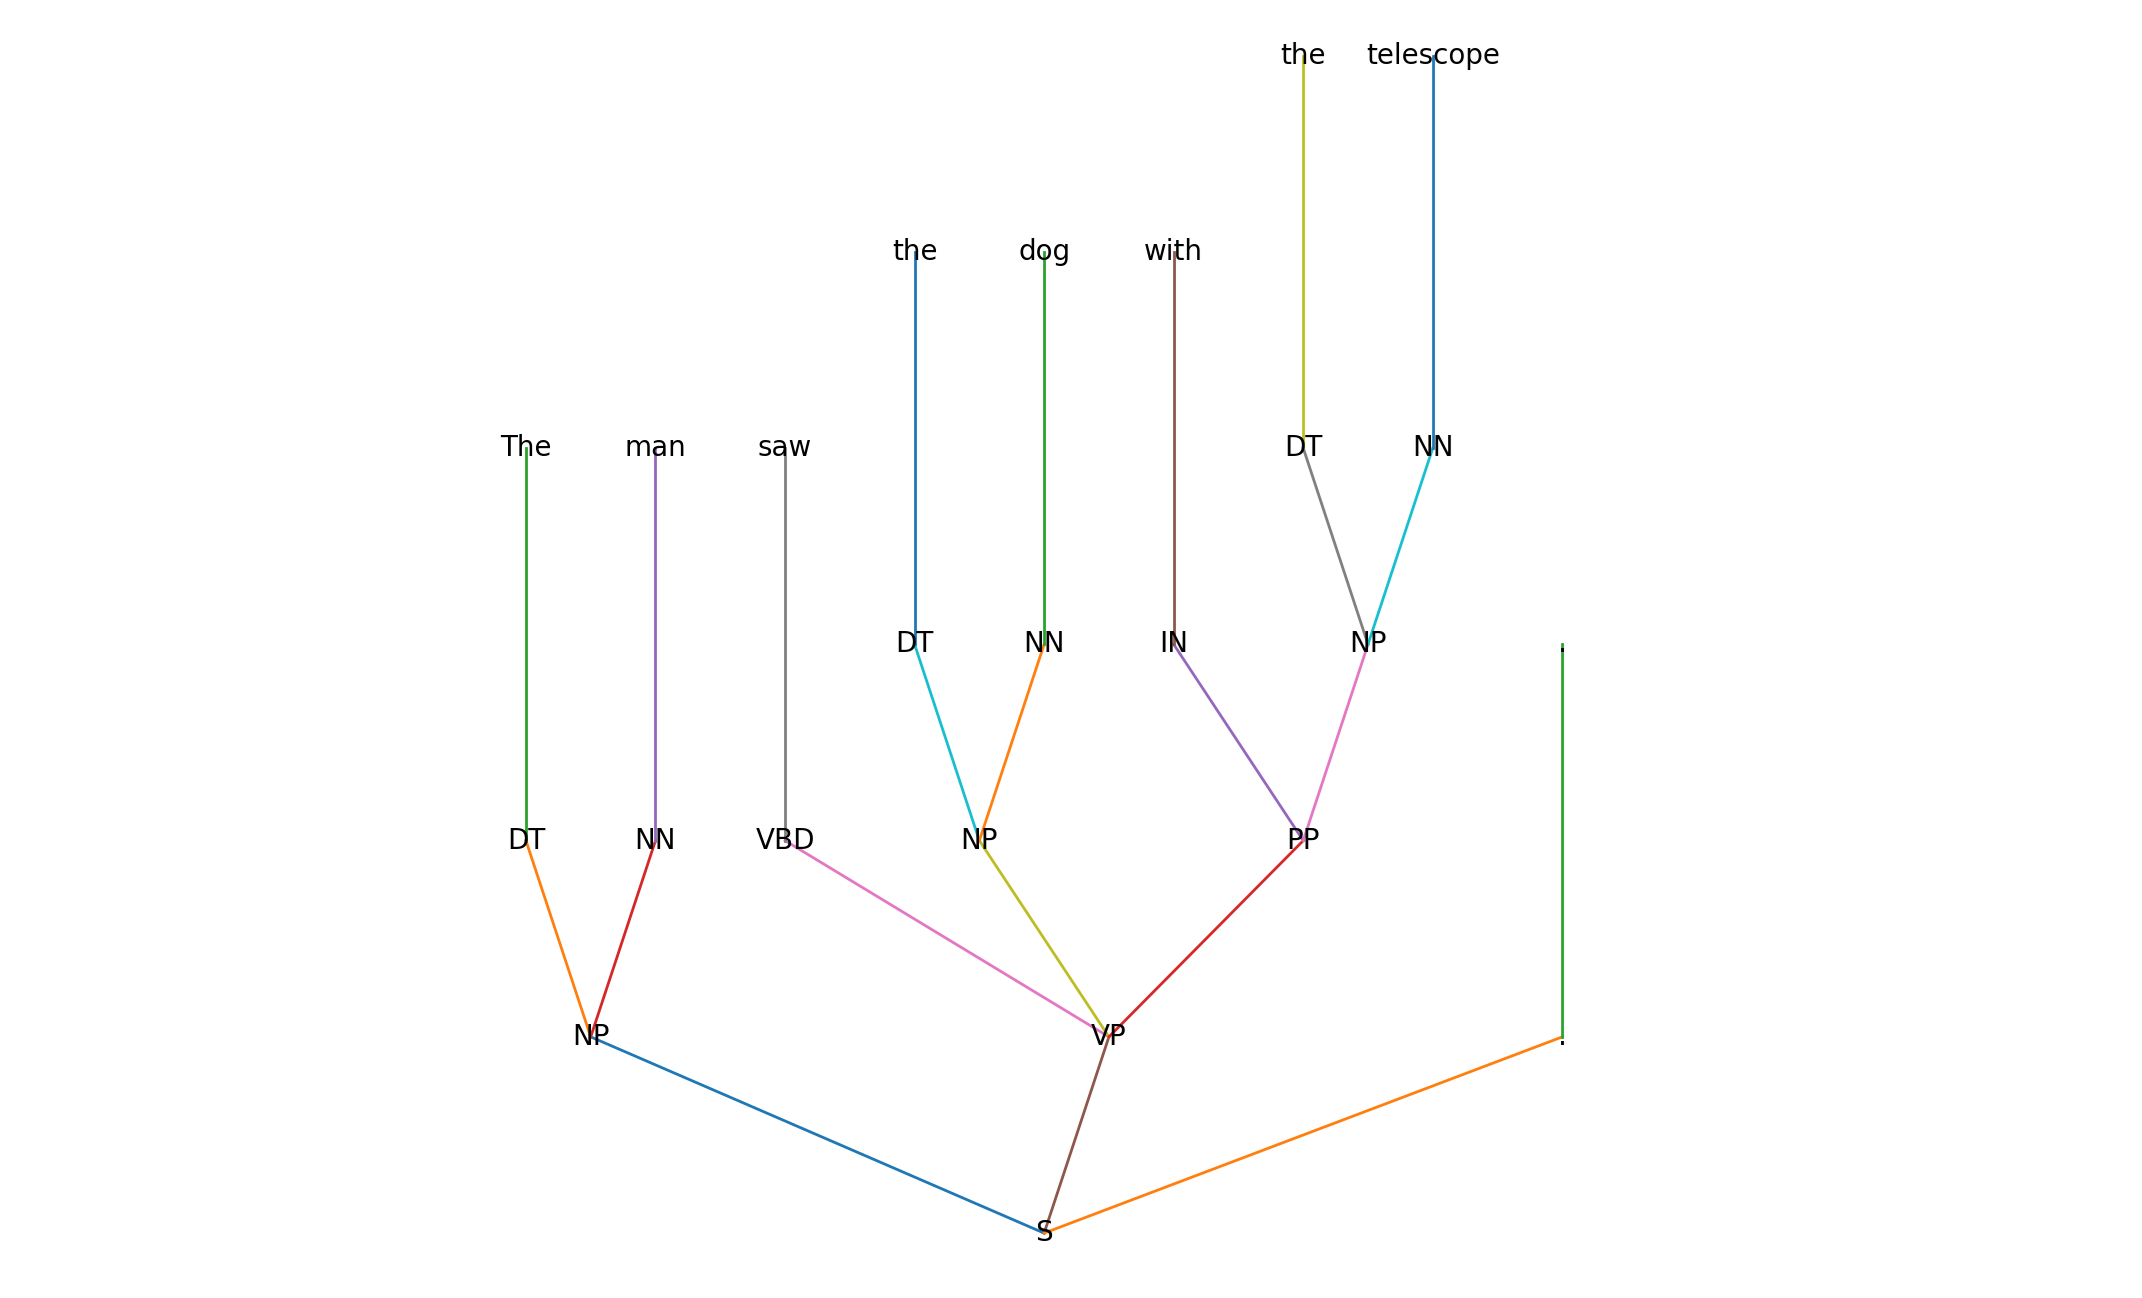 the telescope
the dog with
The man saw DT NN
DT NN IN NP .
DT NN VBD NP PP
NP VP .
S